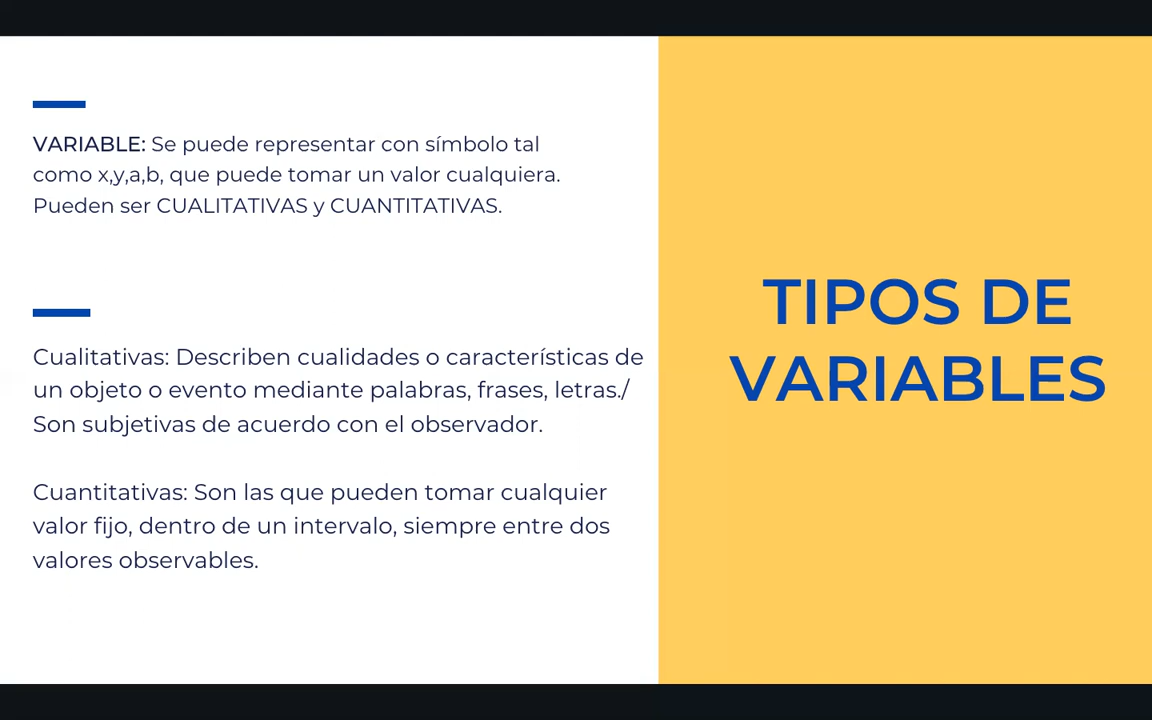 VARIABLE: Se puede representar con símbolo tal
como x,y,a,b, que puede tomar un valor cualquiera.
Pueden ser CUALITATIVAS y CUANTITATIVAS.
Cualitativas: Describen cualidades o características de
un objeto o evento mediante palabras, frases, letras./
Son subjetivas de acuerdo con el observador.
Cuantitativas: Son las que pueden tomar cualquier
valor fijo, dentro de un intervalo, siempre entre dos
valores observables.
TIPOS DE
VARIABLES